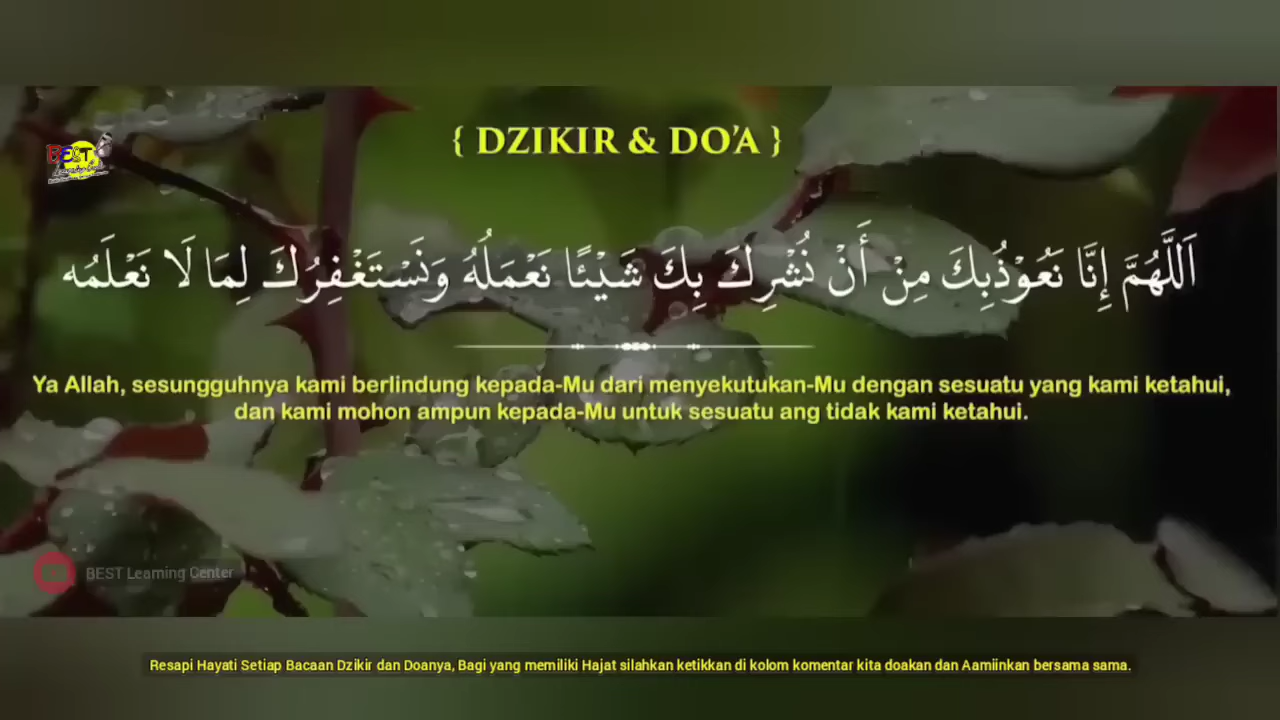 { DZIKIR & DO'A }
BEST
اَللَّهُمَّ إِنَّا نَعُوْذُبِكَ مِنْ أَنْ نُشْرِكَ بِكَ شَيْئًا نَعْمَلُهُ وَنَسْتَغْفِرُكَ لِمَا لَا نَعْلَمُه
Ya Allah, sesungguhnya kami berlindung kepada-Mu dari menyekutukan-Mu dengan sesuatu yang kami ketahui,
dan kami mohon ampun kepada-Mu untuk sesuatu ang tidak kami ketahui.
BEST Learning Center
Resapi Hayati Setiap Bacaan Dzikir dan Doanya, Bagi yang memiliki Hajat silahkan ketikkan di kolom komentar kita doakan dan Aamiinkan bersama sama.